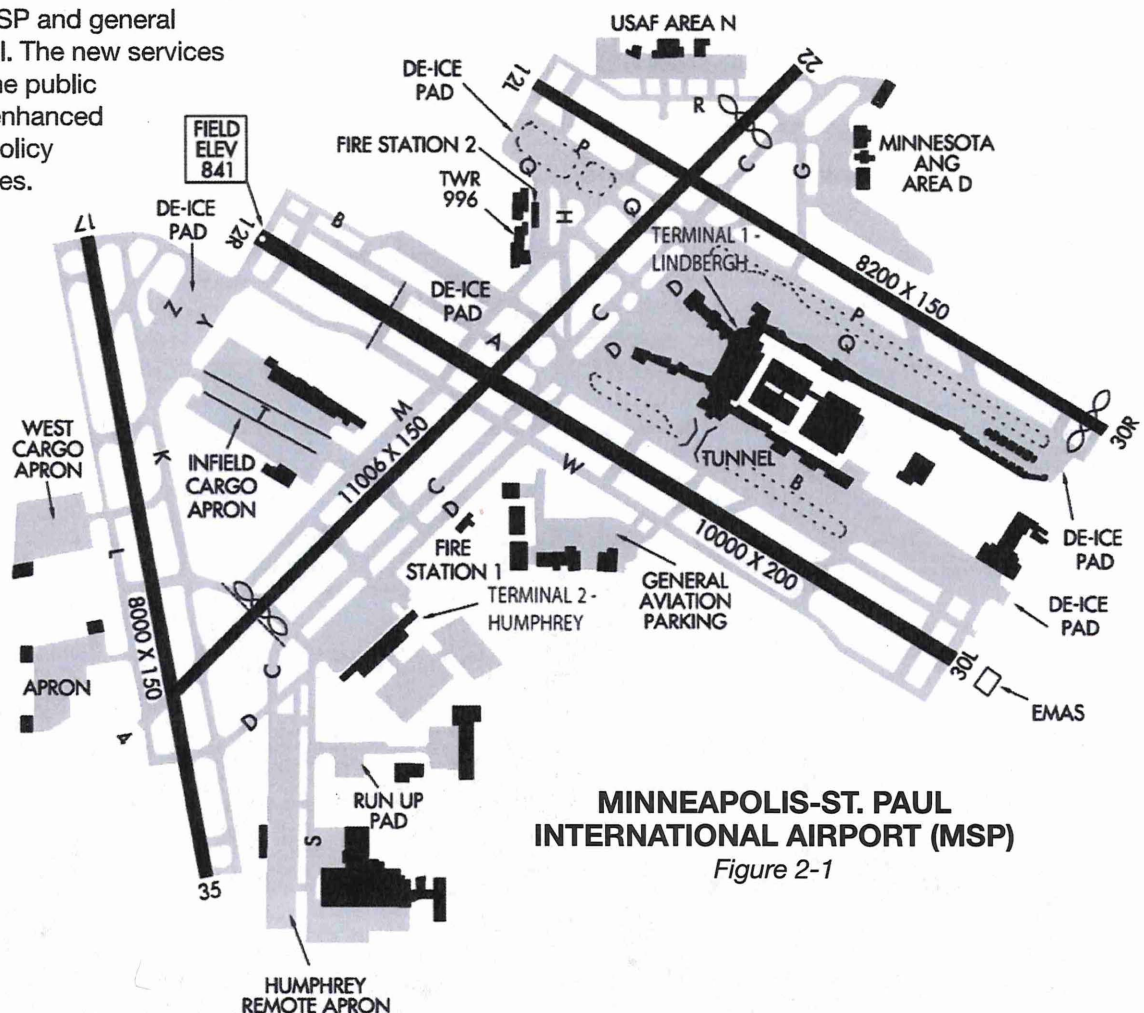 SP and general
I. The new services
ne public
enhanced
olicy
es.
USAF AREA N
22
12L
DE-ICE
PAD
R
FIELD
ELEV
841
FIRE STATION 2
P
C
G
MINNESOTA
ANG
AREA D
TWR
996
Q
H
Q
17
DE-ICE
PAD
12R
B
TERMINAL 1 -
LINDBERGH
8200 X 150
DE-ICE
PAD
D
C
P
Z
Y
A
D
Q
WEST
CARGO
APRON
T
M
30R
K
INFIELD
CARGO
APRON
11006 X 150
TUNNEL
W
B
C
D
10000 X 200
DE-ICE
PAD
L
FIRE
STATION 1
GENERAL
AVIATION
PARKING
TERMINAL 2 -
HUMPHREY
DE-ICE
PAD
8000 X 150
30L
EMAS
APRON
C
A
D
RUN UP
PAD
S
35
MINNEAPOLIS-ST. PAUL
INTERNATIONAL AIRPORT (MSP)
Figure 2-1
HUMPHREY
REMOTE APRON